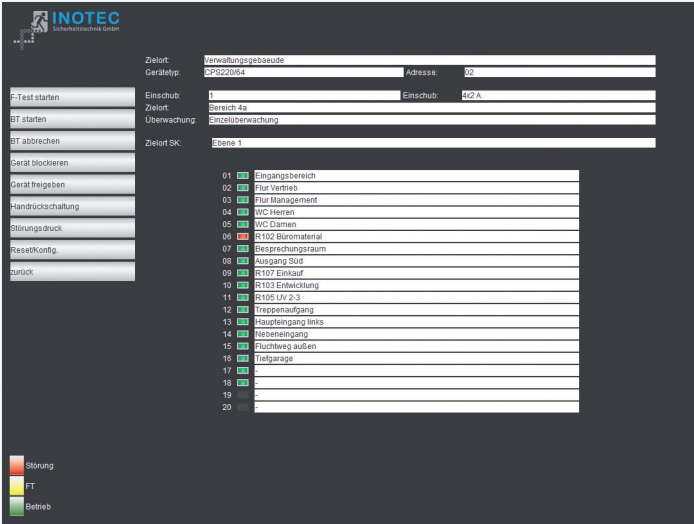 INOTEC
Sicherheitstechnik GmbH
Zielort: Verwaltungsgebaeude
Gerätetyp: CPS220/64 Adresse: 02
Einschub: 1 Einschub: 4x2 A
Zielort: Bereich 4a
Überwachung: Einzelüberwachung
Zielort SK: Ebene 1
F-Test starten
BT starten
BT abbrechen
Gerät blockieren
Gerät freigeben
Handrückschaltung
Störungsdruck
Reset/Konfig.
zurück
01 Eingangsbereich
02 Flur Vertrieb
03 Flur Management
04 WC Herren
05 WC Damen
06 R102 Büromaterial
07 Besprechungsraum
08 Ausgang Süd
09 R107 Einkauf
10 R103 Entwicklung
11 R105 UV 2-3
12 Treppenaufgang
13 Haupteingang links
14 Nebeneingang
15 Fluchtweg außen
16 Tiefgarage
17 -
18 -
19 -
20 -
Störung
FT
Betrieb